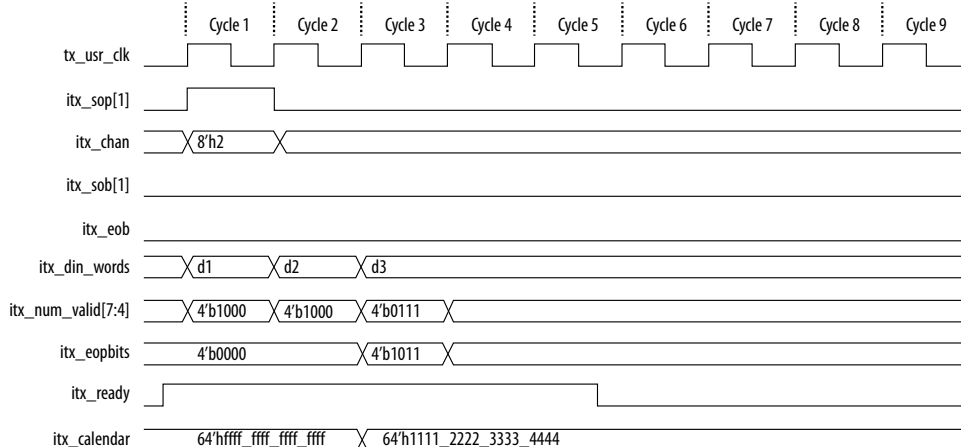 Cycle 1 Cycle 2 Cycle 3 Cycle 4 Cycle 5 Cycle 6 Cycle 7 Cycle 8 Cycle 9
tx_usr_clk
itx_sop[1]
itx_chan 8’h2
itx_sob[1]
itx_eob
itx_din_words d1 d2 d3
itx_num_valid[7:4] 4’b1000 4’b1000 4’b0111
itx_eopbits 4’b0000 4’b1011
itx_ready
itx_calendar 64’hffff_ffff_ffff_ffff 64’h1111_2222_3333_4444